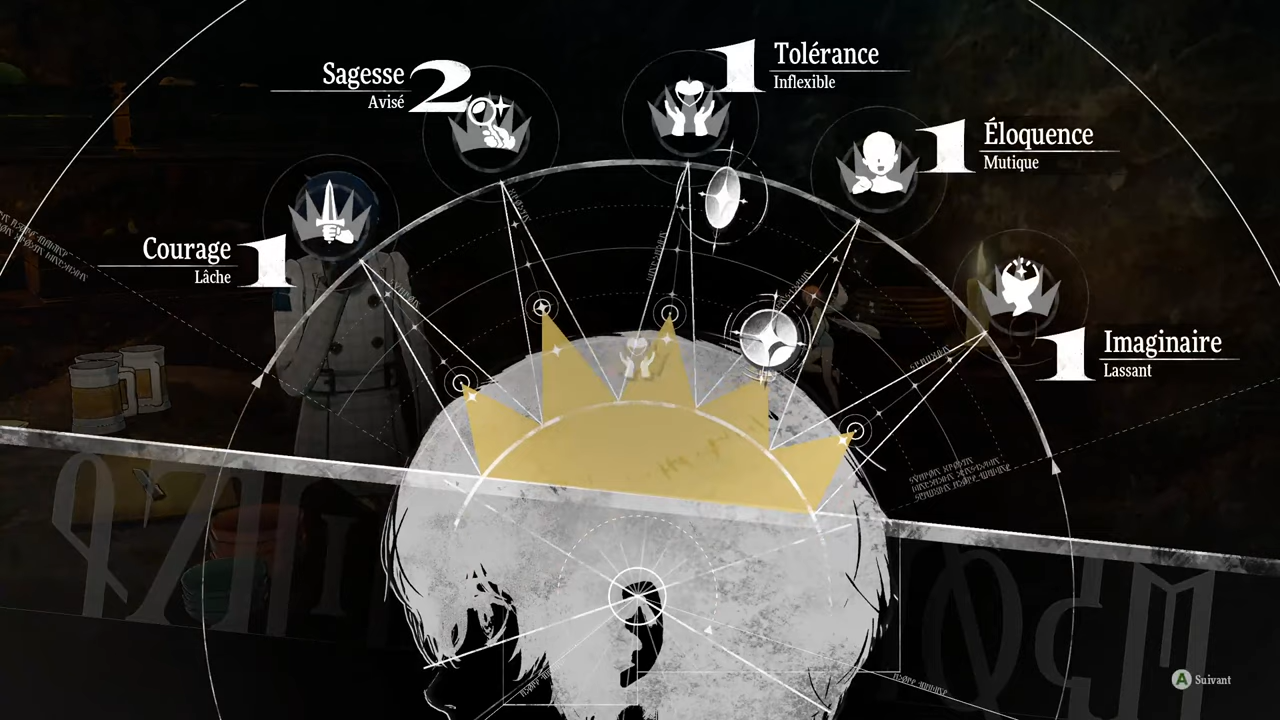 Sagesse
Avisé
2
1
Tolérance
Inflexible
1
Éloquence
Mutique
Courage
Lâche
1
1
Imaginaire
Lassant
A Suivant